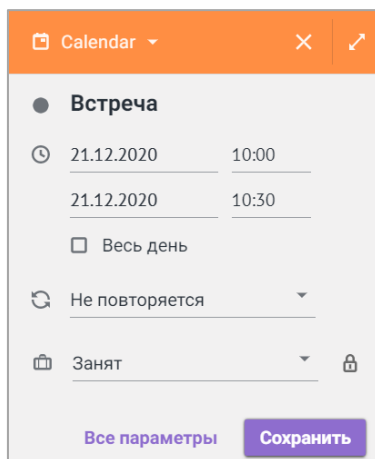 Calendar
Встреча
21.12.2020 10:00
21.12.2020 10:30
Весь день
Не повторяется
Занят
Все параметры Сохранить